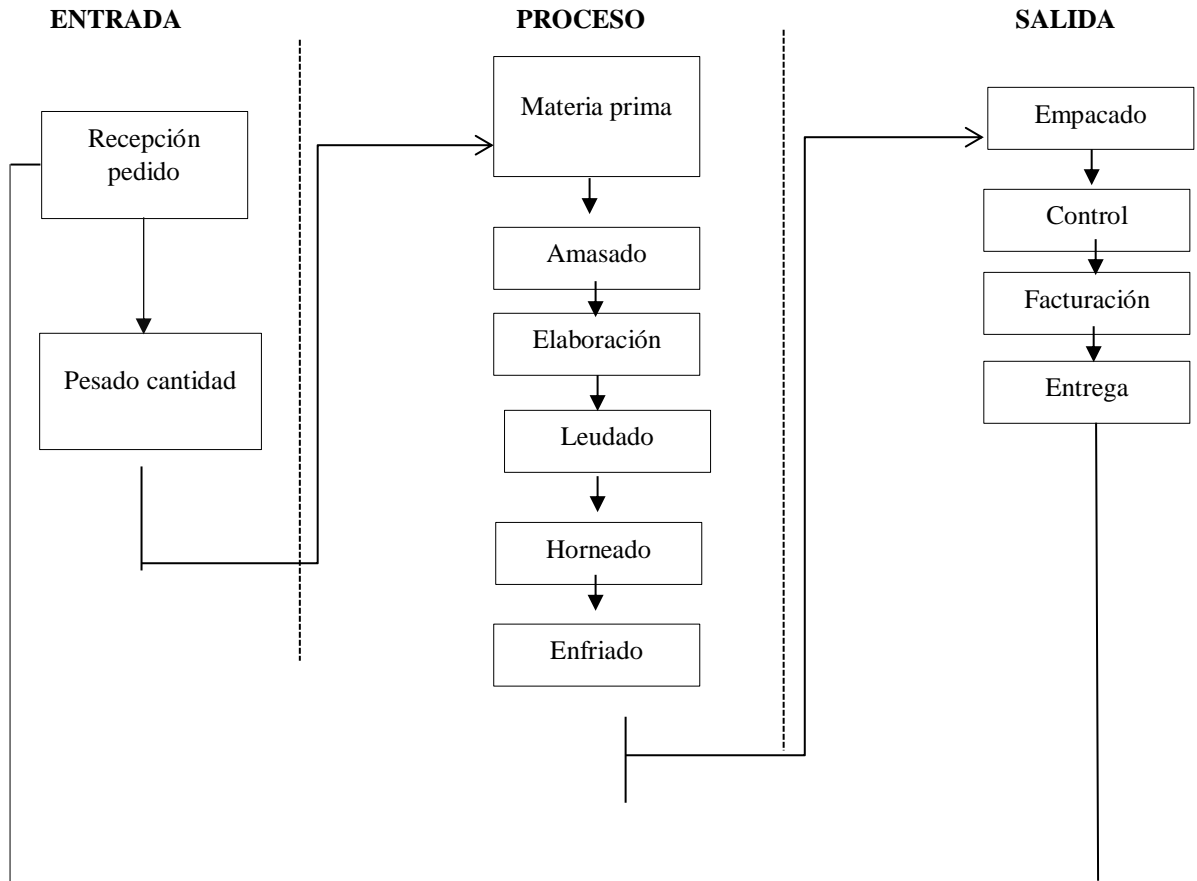 ENTRADA
PROCESO
SALIDA
Recepción
pedido
Pesado cantidad
Materia prima
Amasado
Elaboración
Leudado
Horneado
Enfriado
Empacado
Control
Facturación
Entrega